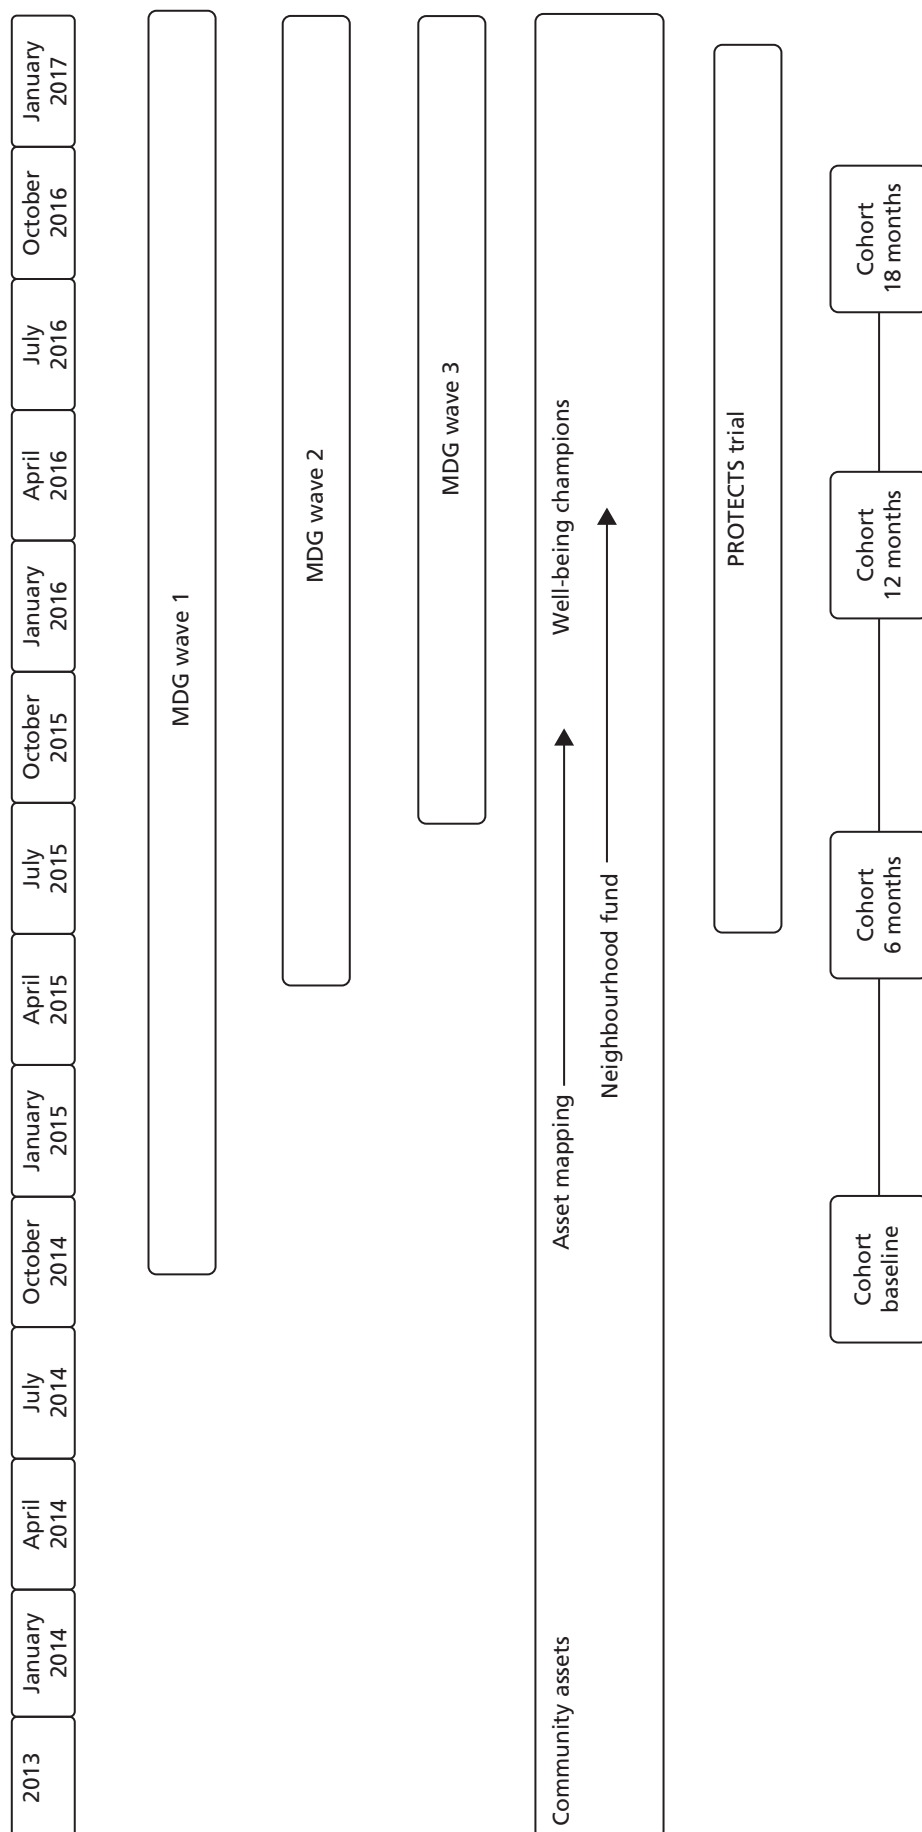 2013
January
2014
April
2014
July
2014
October
2014
January
2015
April
2015
July
2015
October
2015
January
2016
April
2016
July
2016
October
2016
January
2017
MDG wave 1
MDG wave 2
MDG wave 3
Community assets
Asset mapping
Well-being champions
Neighbourhood fund
PROTECTS trial
Cohort
baseline
Cohort
6 months
Cohort
12 months
Cohort
18 months